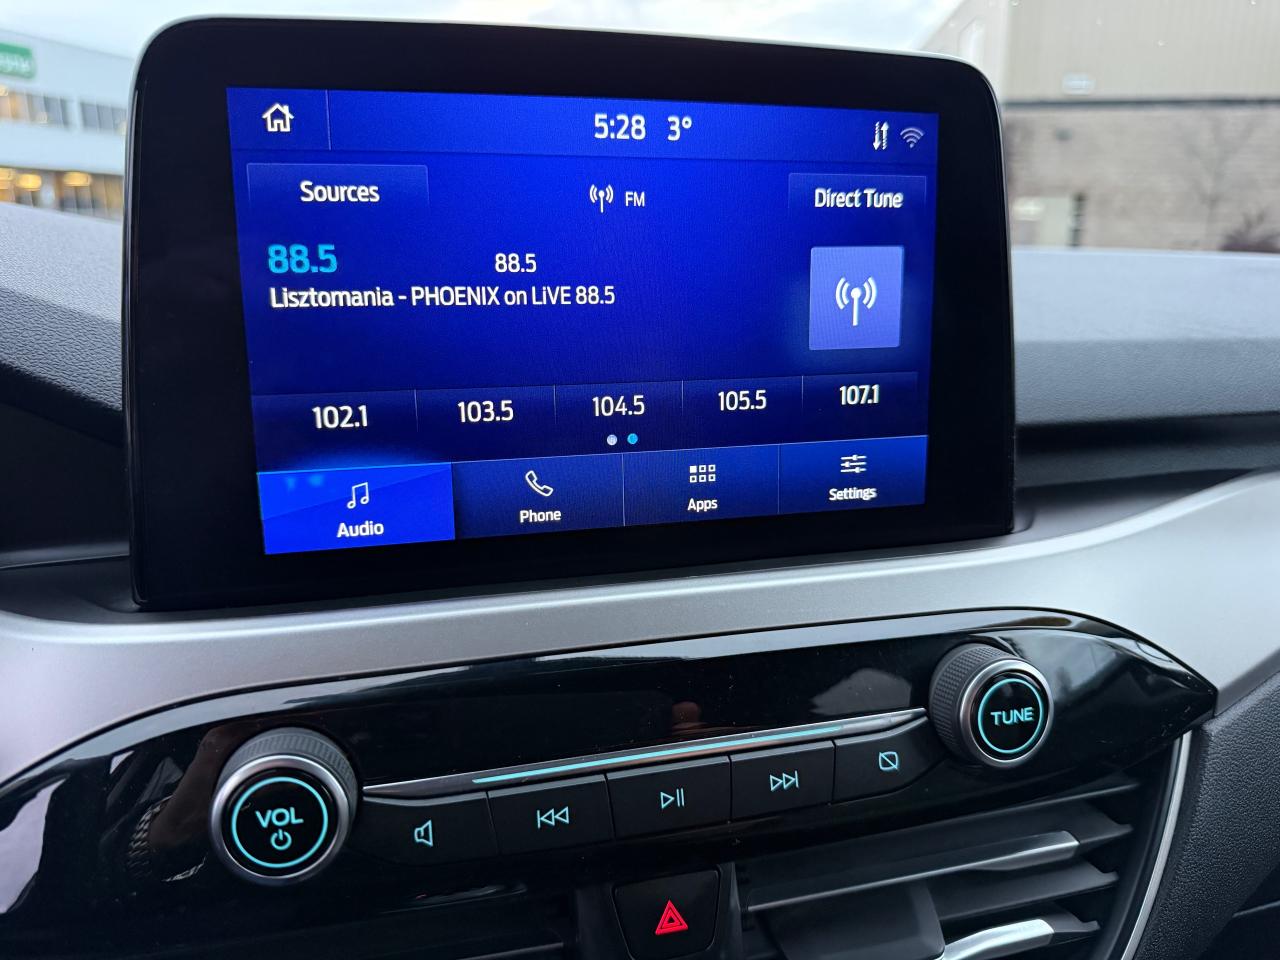 5:28 3°
Sources
FM
Direct Tune
88.5
88.5
Lisztomania - PHOENIX on LiVE 88.5
102.1 103.5 104.5 105.5 107.1
Audio
Phone
Apps
Settings
VOL
TUNE